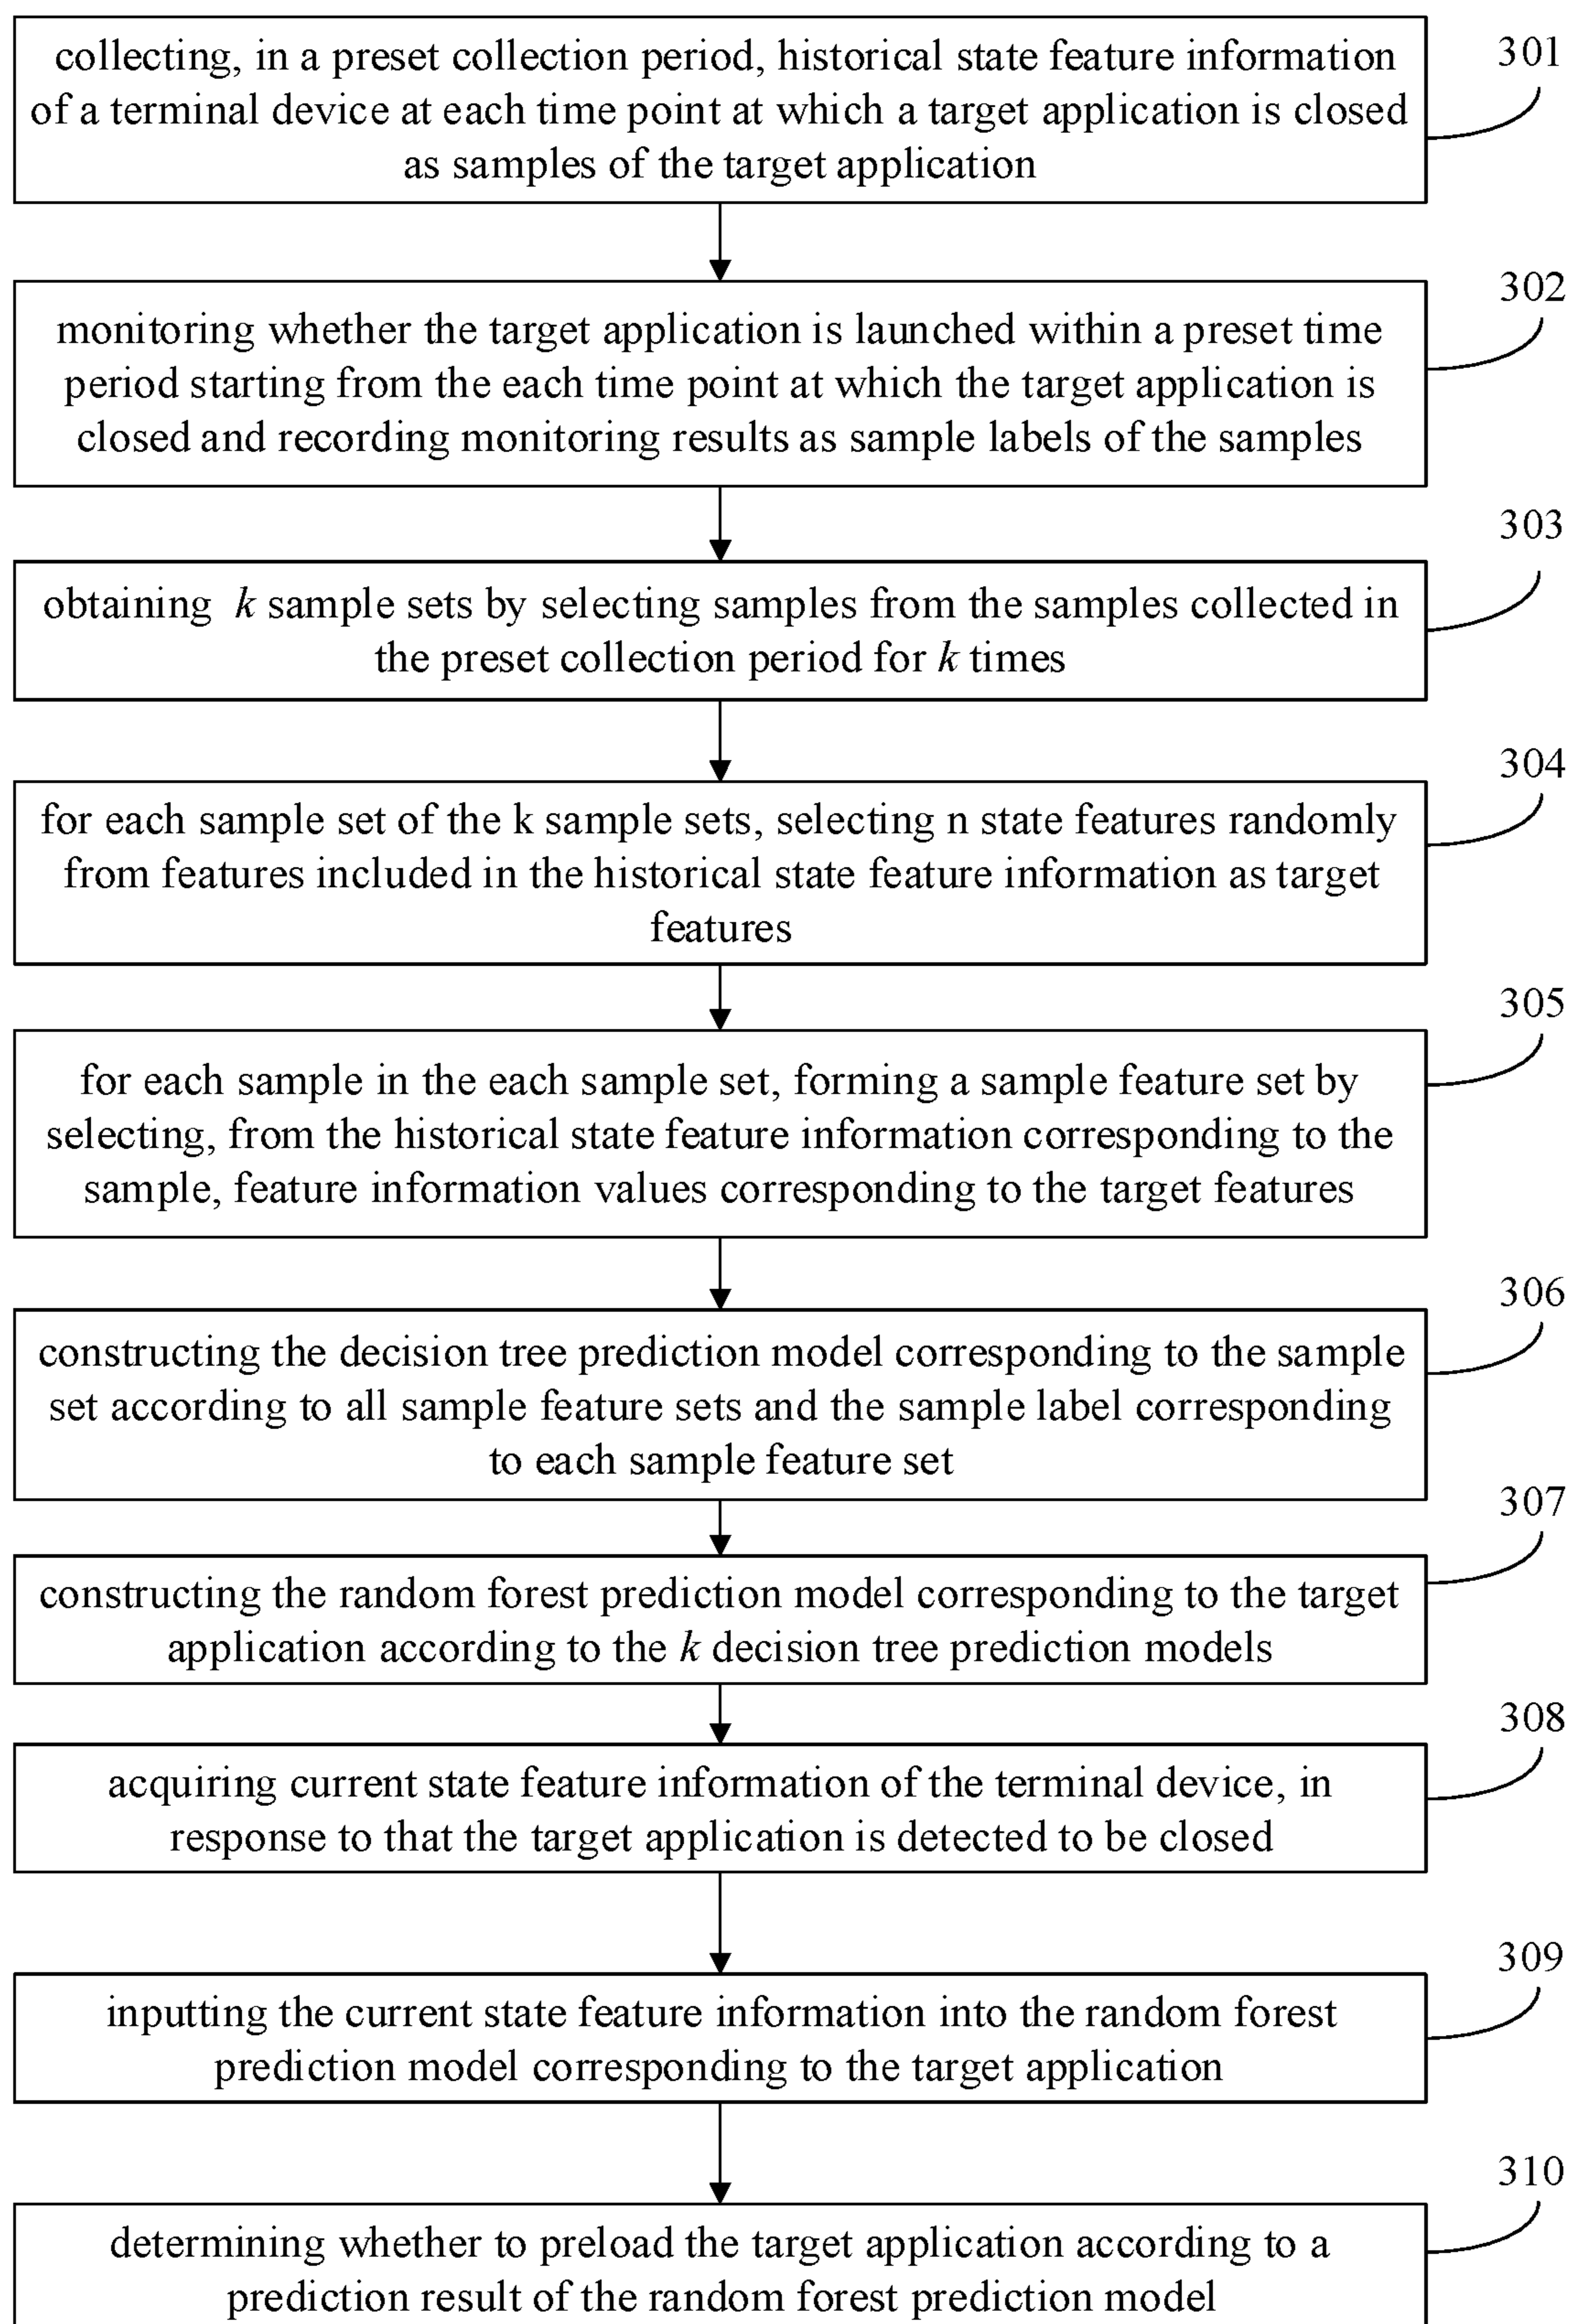 collecting, in a preset collection period, historical state feature information
of a terminal device at each time point at which a target application is closed
as samples of the target application
301
monitoring whether the target application is launched within a preset time
period starting from the each time point at which the target application is
closed and recording monitoring results as sample labels of the samples
302
obtaining k sample sets by selecting samples from the samples collected in
the preset collection period for k times
303
for each sample set of the k sample sets, selecting n state features randomly
from features included in the historical state feature information as target
features
304
for each sample in the each sample set, forming a sample feature set by
selecting, from the historical state feature information corresponding to the
sample, feature information values corresponding to the target features
305
constructing the decision tree prediction model corresponding to the sample
set according to all sample feature sets and the sample label corresponding
to each sample feature set
306
constructing the random forest prediction model corresponding to the target
application according to the k decision tree prediction models
307
acquiring current state feature information of the terminal device, in
response to that the target application is detected to be closed
308
inputting the current state feature information into the random forest
prediction model corresponding to the target application
309
determining whether to preload the target application according to a
prediction result of the random forest prediction model
310